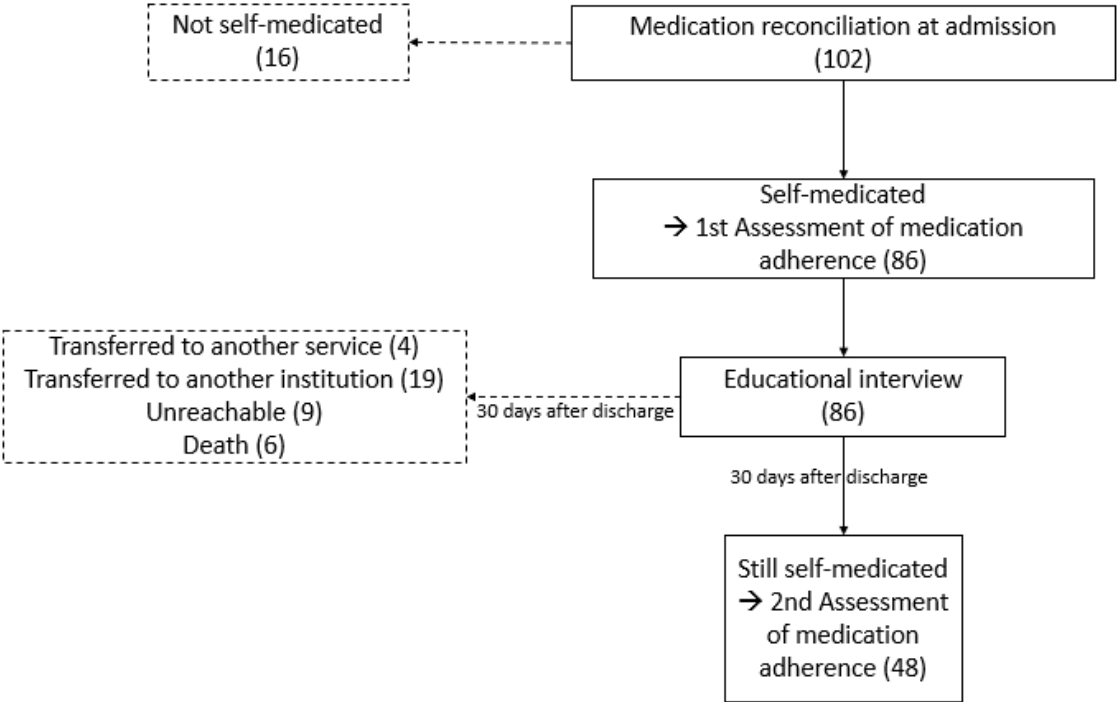 Not self-medicated
(16)
Medication reconciliation at admission
(102)
Self-medicated
→ 1st Assessment of medication
adherence (86)
Transferred to another service (4)
Transferred to another institution (19)
Unreachable (9)
Death (6)
30 days after discharge
Educational interview
(86)
30 days after discharge
Still self-medicated
→ 2nd Assessment
of medication
adherence (48)